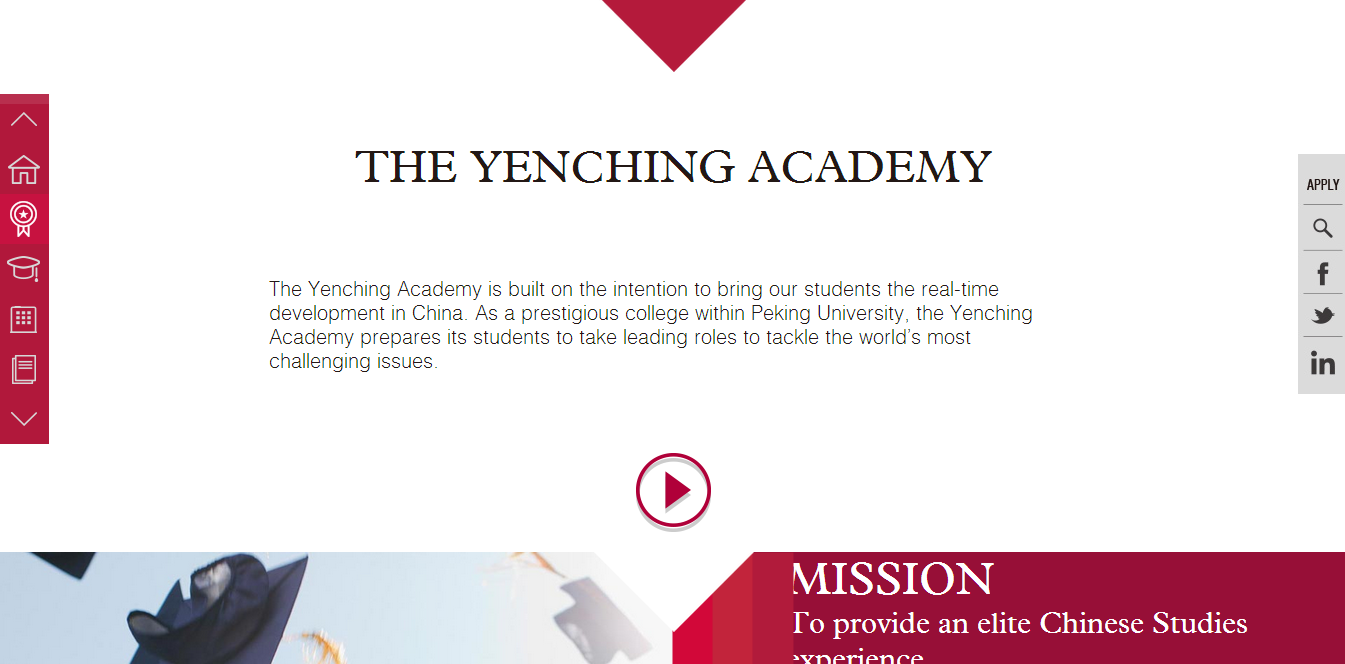 THE YENCHING ACADEMY
The Yenching Academy is built on the intention to bring our students the real-time
development in China. As a prestigious college within Peking University, the Yenching
Academy prepares its students to take leading roles to tackle the world's most
challenging issues.
APPLY
f
in
MISSION
To provide an elite Chinese Studies
experience